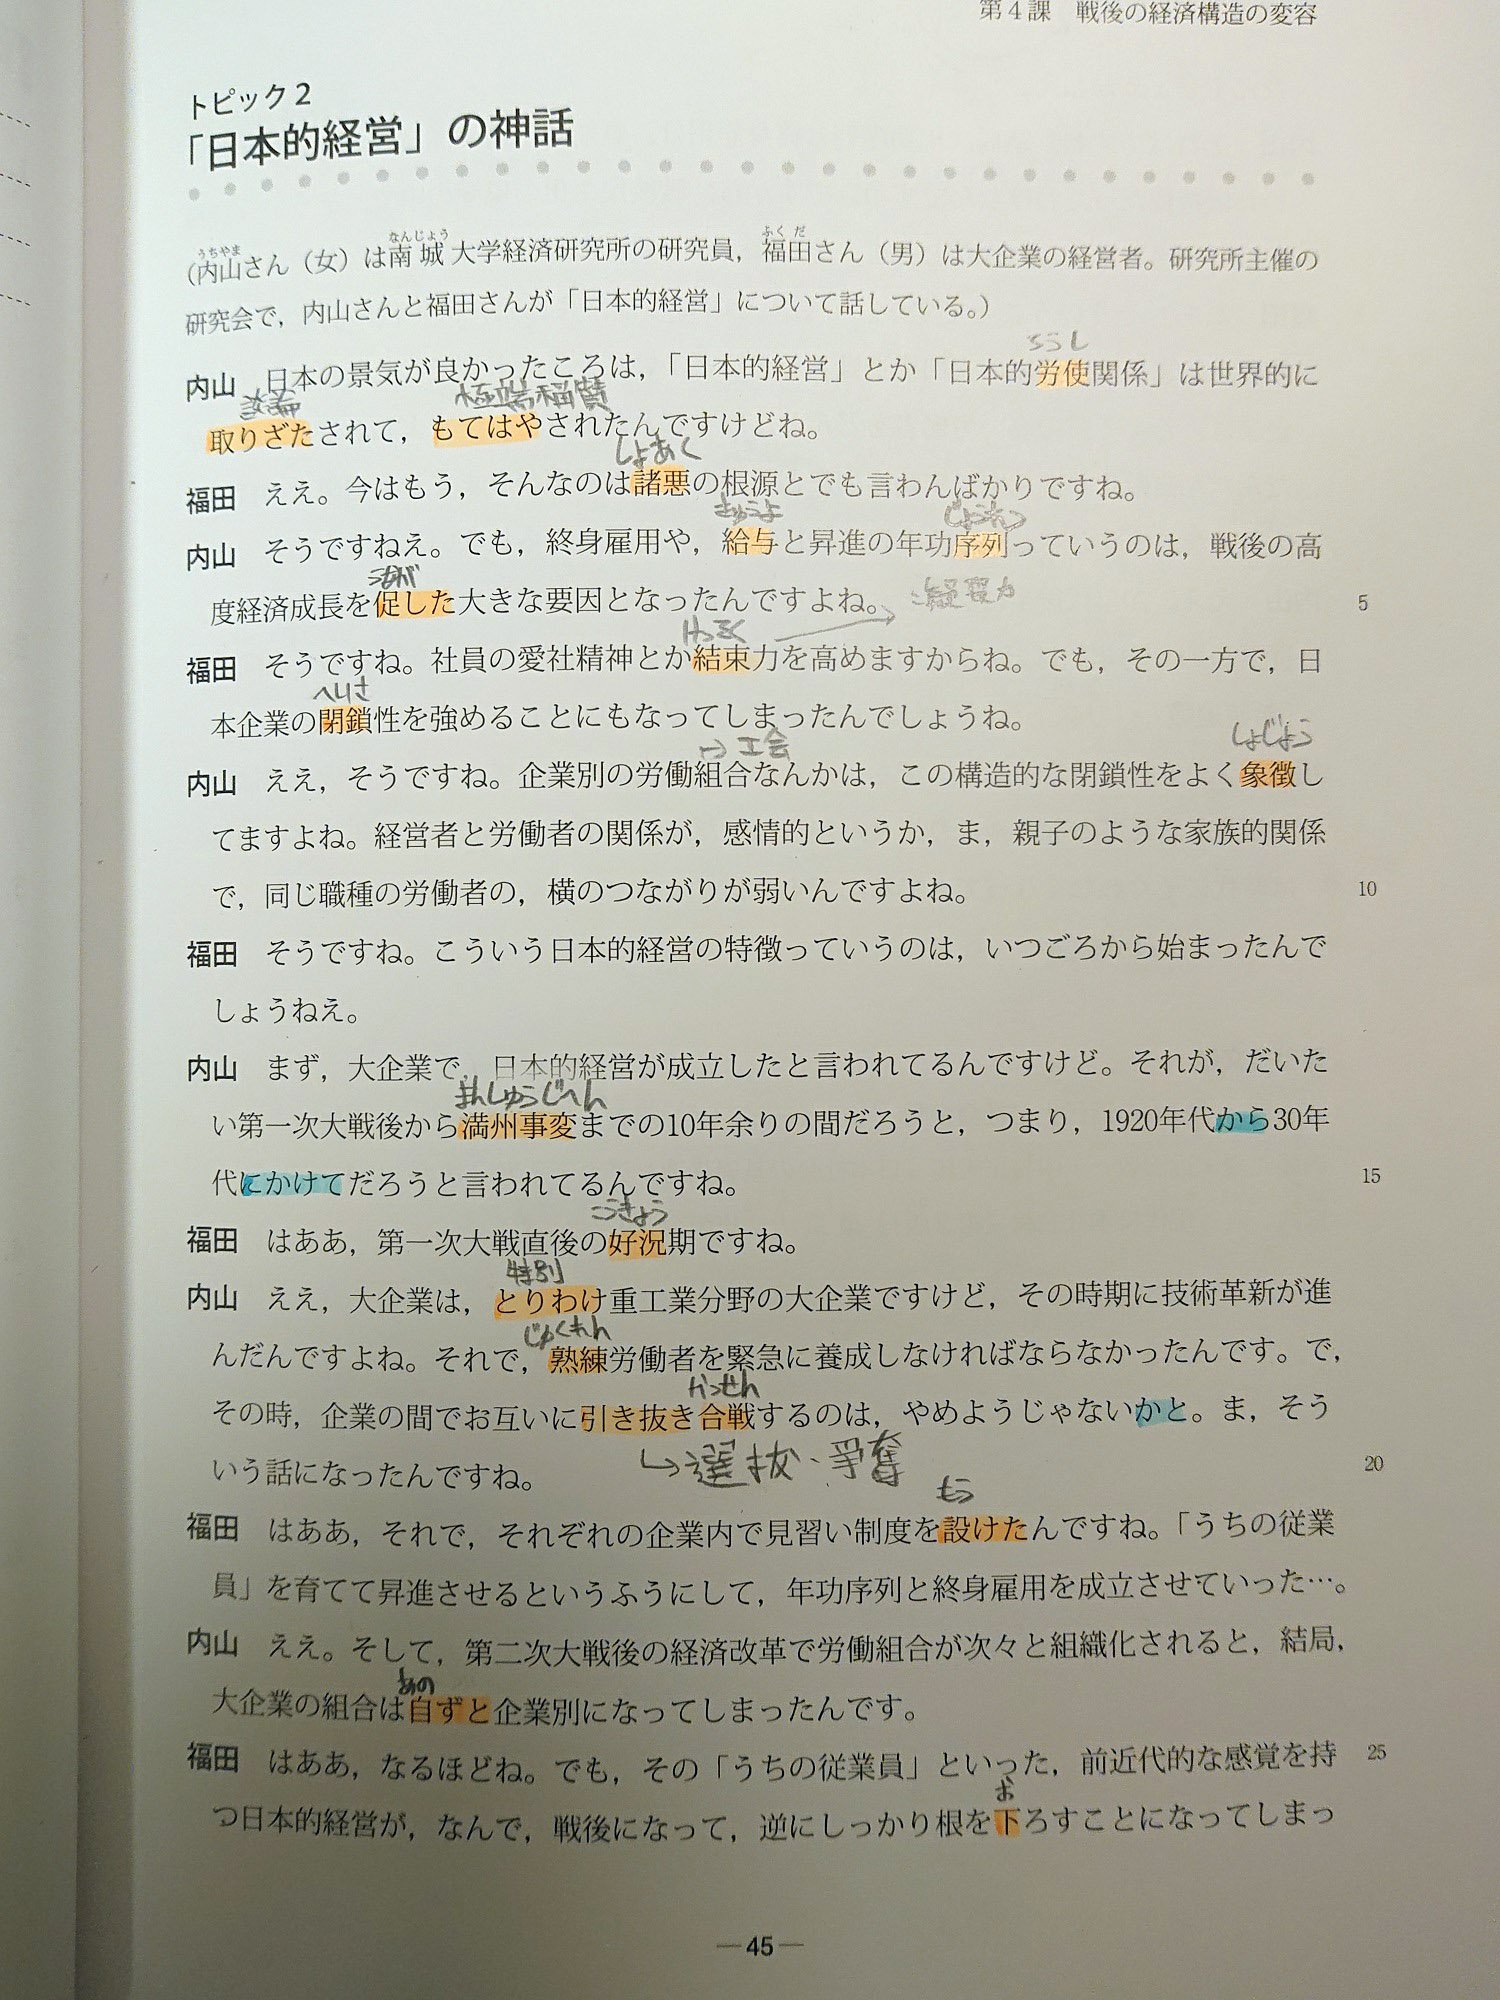 第4課　戦後の経済構造の変容
トピック2
「日本的経営」の神話
うちやま　なんじょう　ふくだ
(内山さん（女）は南城大学経済研究所の研究員，福田さん（男）は大企業の経営者。研究所主催の
研究会で，内山さんと福田さんが「日本的経営」について話している。)
ろうし
内山　日本の景気が良かったころは，「日本的経営」とか「日本的労使関係」は世界的に
談論　極端稱贊
取りざたされて，もてはやされたんですけどね。
しょあく
福田　ええ。今はもう，そんなのは諸悪の根源とでも言わんばかりですね。
きゅうよ　じょれつ
内山　そうですねえ。でも，終身雇用や，給与と昇進の年功序列っていうのは，戦後の高
うなが
度経済成長を促した大きな要因となったんですよね。　5
けっそく　→　凝聚力
福田　そうですね。社員の愛社精神とか結束力を高めますからね。でも，その一方で，日
へいさ
本企業の閉鎖性を強めることにもなってしまったんでしょうね。
→工会　しょうじょう
内山　ええ，そうですね。企業別の労働組合なんかは，この構造的な閉鎖性をよく象徴し
てますよね。経営者と労働者の関係が，感情的というか，ま，親子のような家族的関係
で，同じ職種の労働者の，横のつながりが弱いんですよね。　10
福田　そうですね。こういう日本的経営の特徴っていうのは，いつごろから始まったんで
しょうねえ。
内山　まず，大企業で，日本的経営が成立したと言われてるんですけど。それが，だいた
まんしゅうじへん
い第一次大戦後から満州事変までの10年余りの間だろうと，つまり，1920年代から30年
代にかけてだろうと言われてるんですね。　15
こうきょう
福田　はああ，第一次大戦直後の好況期ですね。
特別
内山　ええ，大企業は，とりわけ重工業分野の大企業ですけど，その時期に技術革新が進
じゅくれん
んだんですよね。それで，熟練労働者を緊急に養成しなければならなかったんです。で，
かっせん
その時，企業の間でお互いに引き抜き合戦するのは，やめようじゃないかと。ま，そう
↳選拔·爭奪
いう話になったんですね。　20
もう
福田　はああ，それで，それぞれの企業内で見習い制度を設けたんですね。「うちの従業
員」を育てて昇進させるというふうにして，年功序列と終身雇用を成立させていった…。
内山　ええ。そして，第二次大戦後の経済改革で労働組合が次々と組織化されると，結局，
おの
大企業の組合は自ずと企業別になってしまったんです。
福田　はああ，なるほどね。でも，その「うちの従業員」といった，前近代的な感覚を持　25
お
つ日本的経営が，なんで，戦後になって，逆にしっかり根を下ろすことになってしまっ
—45—